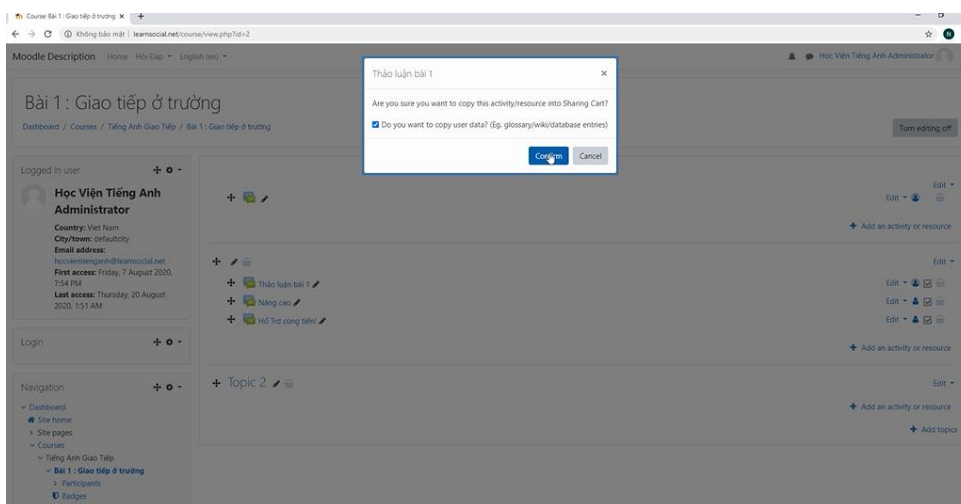 Course: Bài 1 : Giao tiếp ở trường
Không bảo mật | learnsocial.net/course/view.php?id=2
N
Moodle Description Home Hỏi Đáp English (en)
Học Viện Tiếng Anh Administrator
Thảo luận bài 1
Are you sure you want to copy this activity/resource into Sharing Cart?
Do you want to copy user data? (Eg. glossary/wiki/database entries)
Confirm Cancel
Bài 1 : Giao tiếp ở trường
Dashboard / Courses / Tiếng Anh Giao Tiếp / Bài 1 : Giao tiếp ở trường
Turn editing off
Logged in user
Học Viện Tiếng Anh
Administrator
Country: Viet Nam
City/town: defaultcity
Email address:
hocvientienganh@learnsocial.net
First access: Friday, 7 August 2020,
7:54 PM
Last access: Thursday, 20 August
2020, 1:51 AM
Edit
Edit
Add an activity or resource
Edit
Thảo luận bài 1
Edit
Nâng cao
Edit
Hổ Trợ cùng tiến!
Edit
Add an activity or resource
Login
Navigation
Dashboard
Site home
Site pages
Courses
Tiếng Anh Giao Tiếp
Bài 1 : Giao tiếp ở trường
Participants
Badges
Topic 2
Edit
Add an activity or resource
Add topics